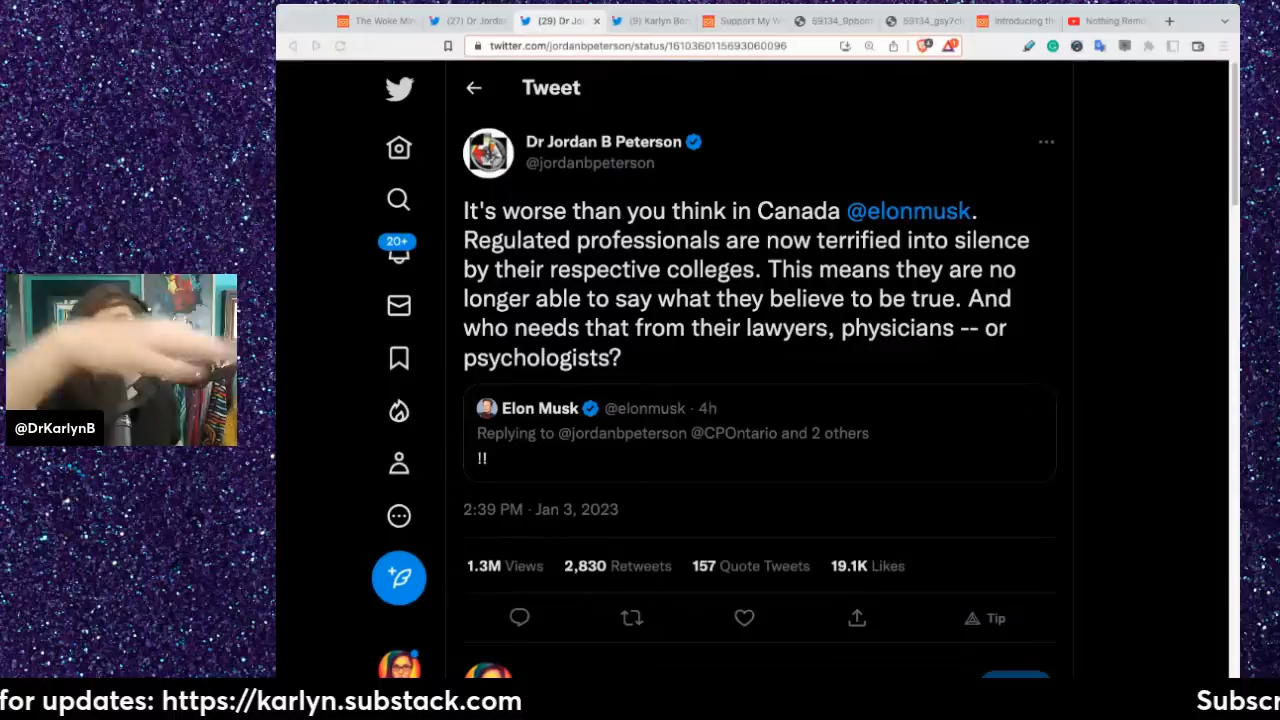 The Woke Min
(27) Dr Jordan
(29) Dr Jo
(9) Karlyn Bor
Support My W
59134_9pbom
59134_gsy7c
Introducing th
Nothing Remo
twitter.com/jordanbpeterson/status/1610360115693060096
Tweet
Dr Jordan B Peterson
@jordanbpeterson
It's worse than you think in Canada @elonmusk.
Regulated professionals are now terrified into silence
by their respective colleges. This means they are no
longer able to say what they believe to be true. And
who needs that from their lawyers, physicians -- or
psychologists?
20+
Elon Musk @elonmusk · 4h
Replying to @jordanbpeterson @CPOntario and 2 others
!!
2:39 PM · Jan 3, 2023
1.3M Views 2,830 Retweets 157 Quote Tweets 19.1K Likes
Tip
@DrKarlynB
for updates: https://karlyn.substack.com
Subscr